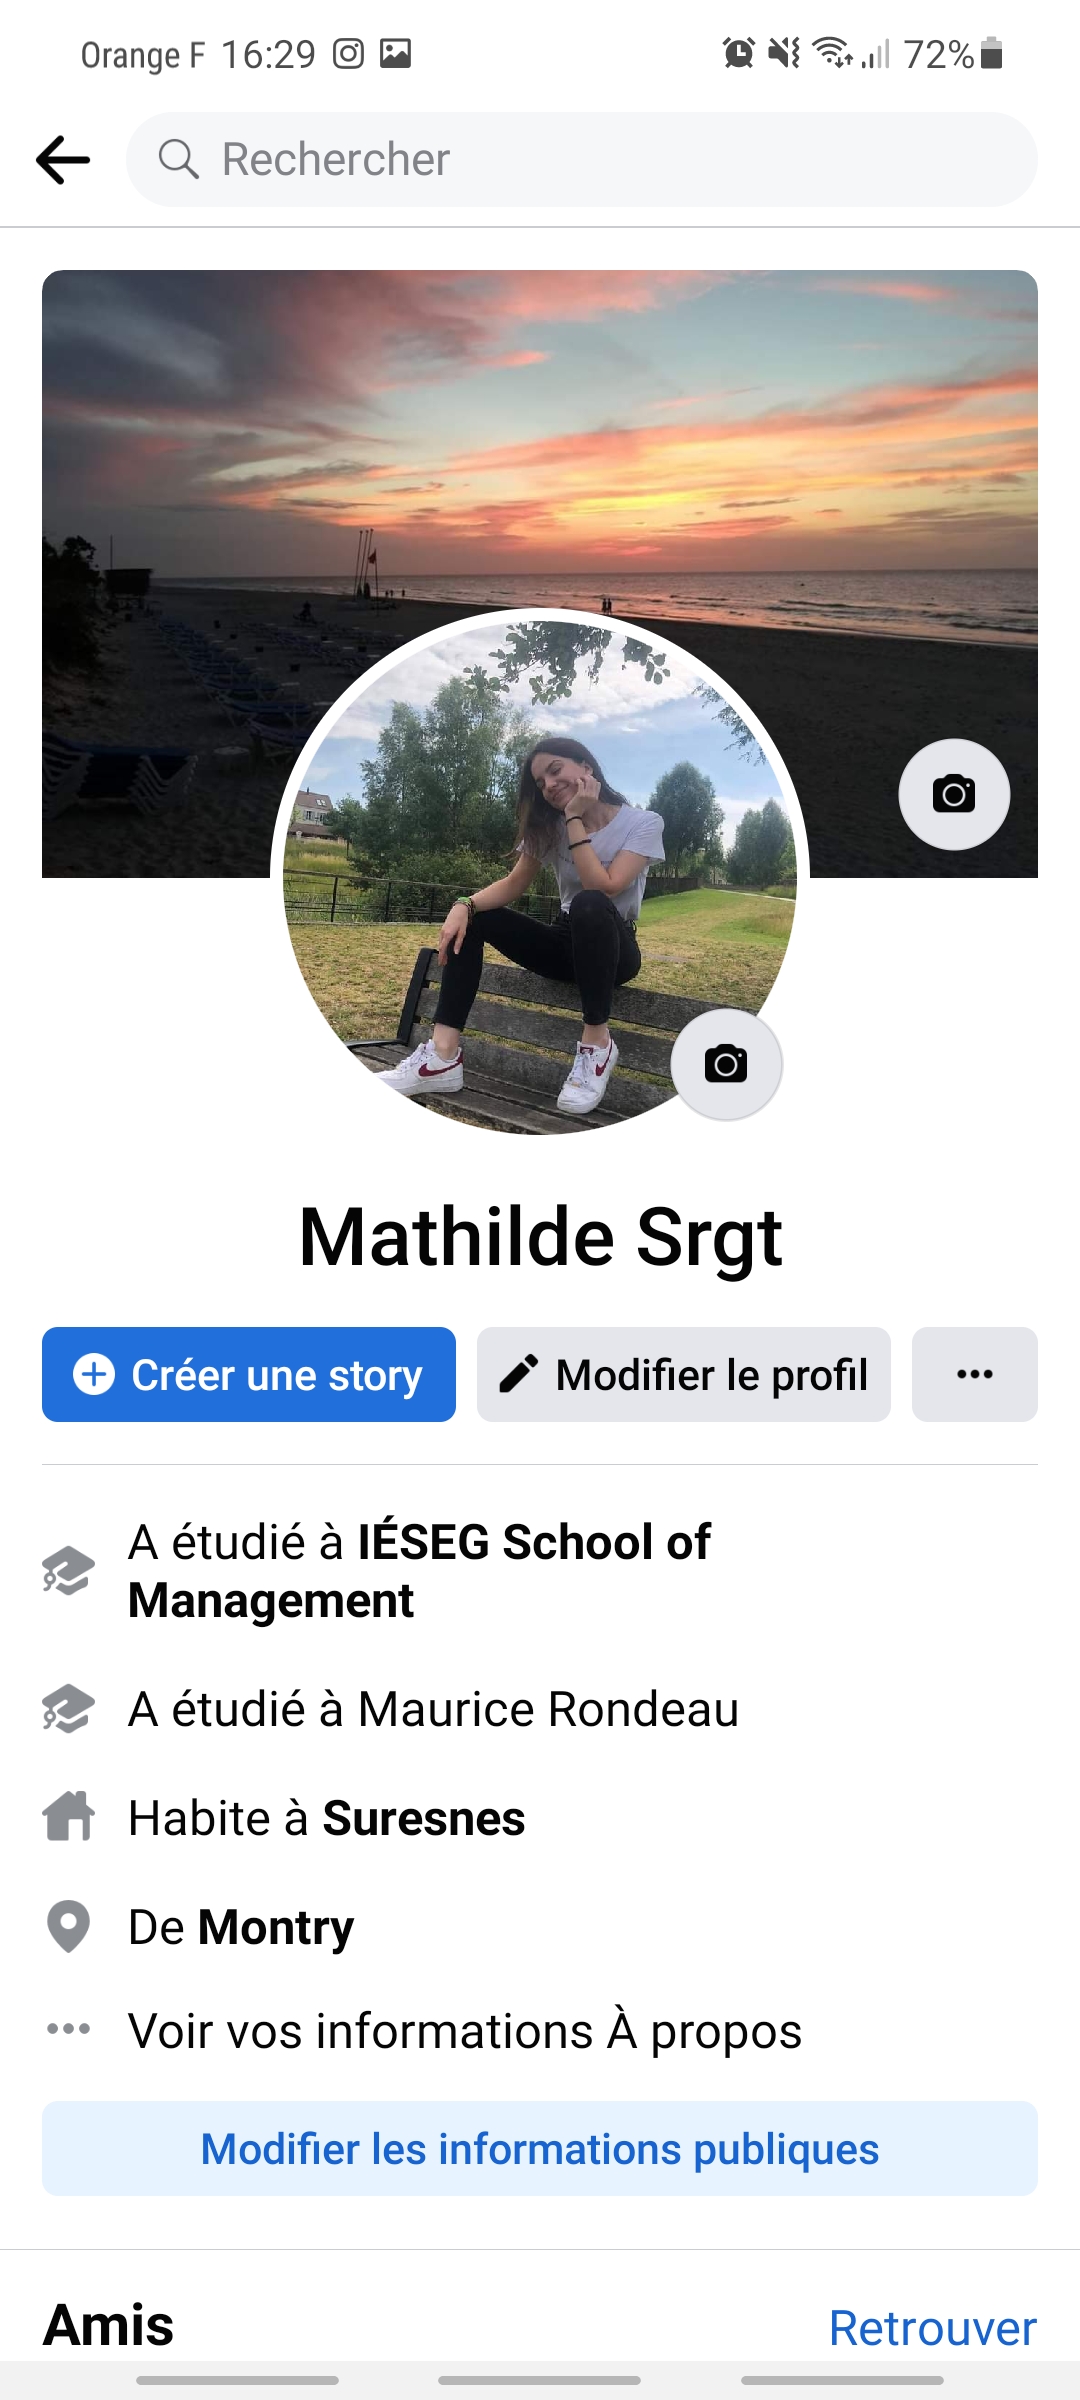 Orange F 16:29 72%
Rechercher
Mathilde Srgt
Créer une story
Modifier le profil
A étudié à IÉSEG School of
Management
A étudié à Maurice Rondeau
Habite à Suresnes
De Montry
Voir vos informations À propos
Modifier les informations publiques
Amis
Retrouver